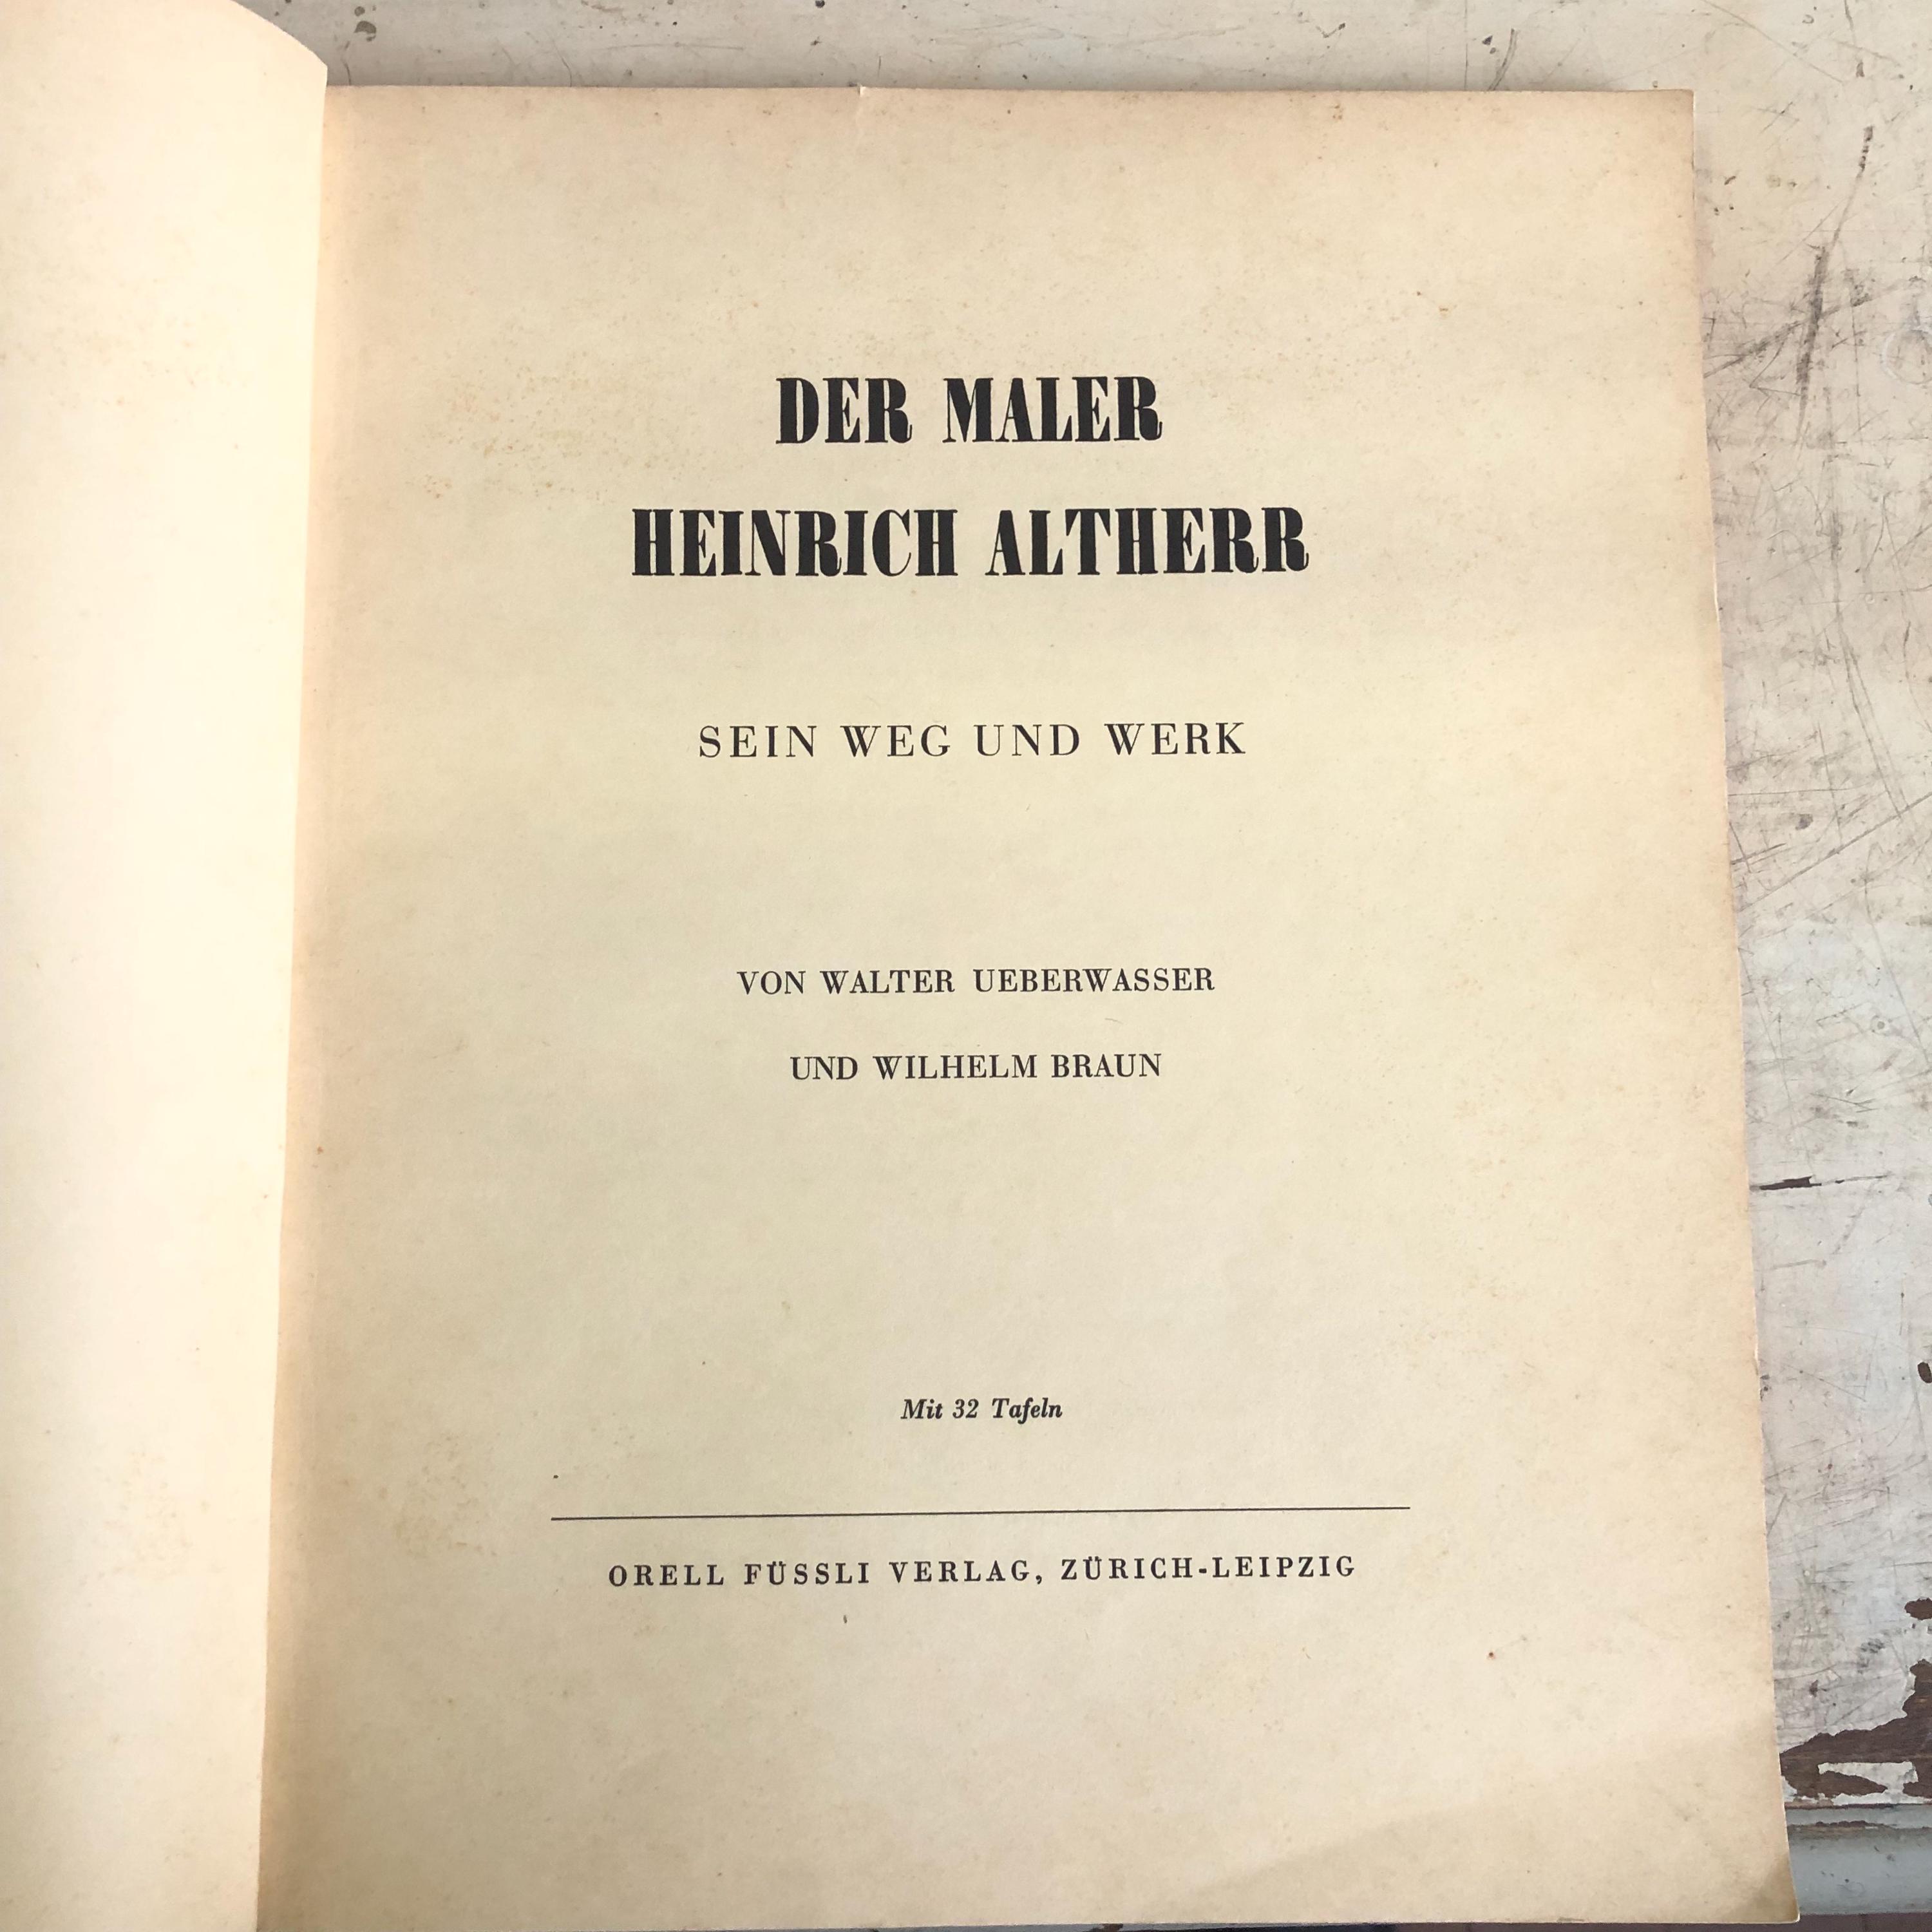 DER MALER
HEINRICH ALTHERR
SEIN WEG UND WERK
VON WALTER UEBERWASSER
UND WILHELM BRAUN
Mit 32 Tafeln
ORELL FÜSSLI VERLAG, ZÜRICH-LEIPZIG